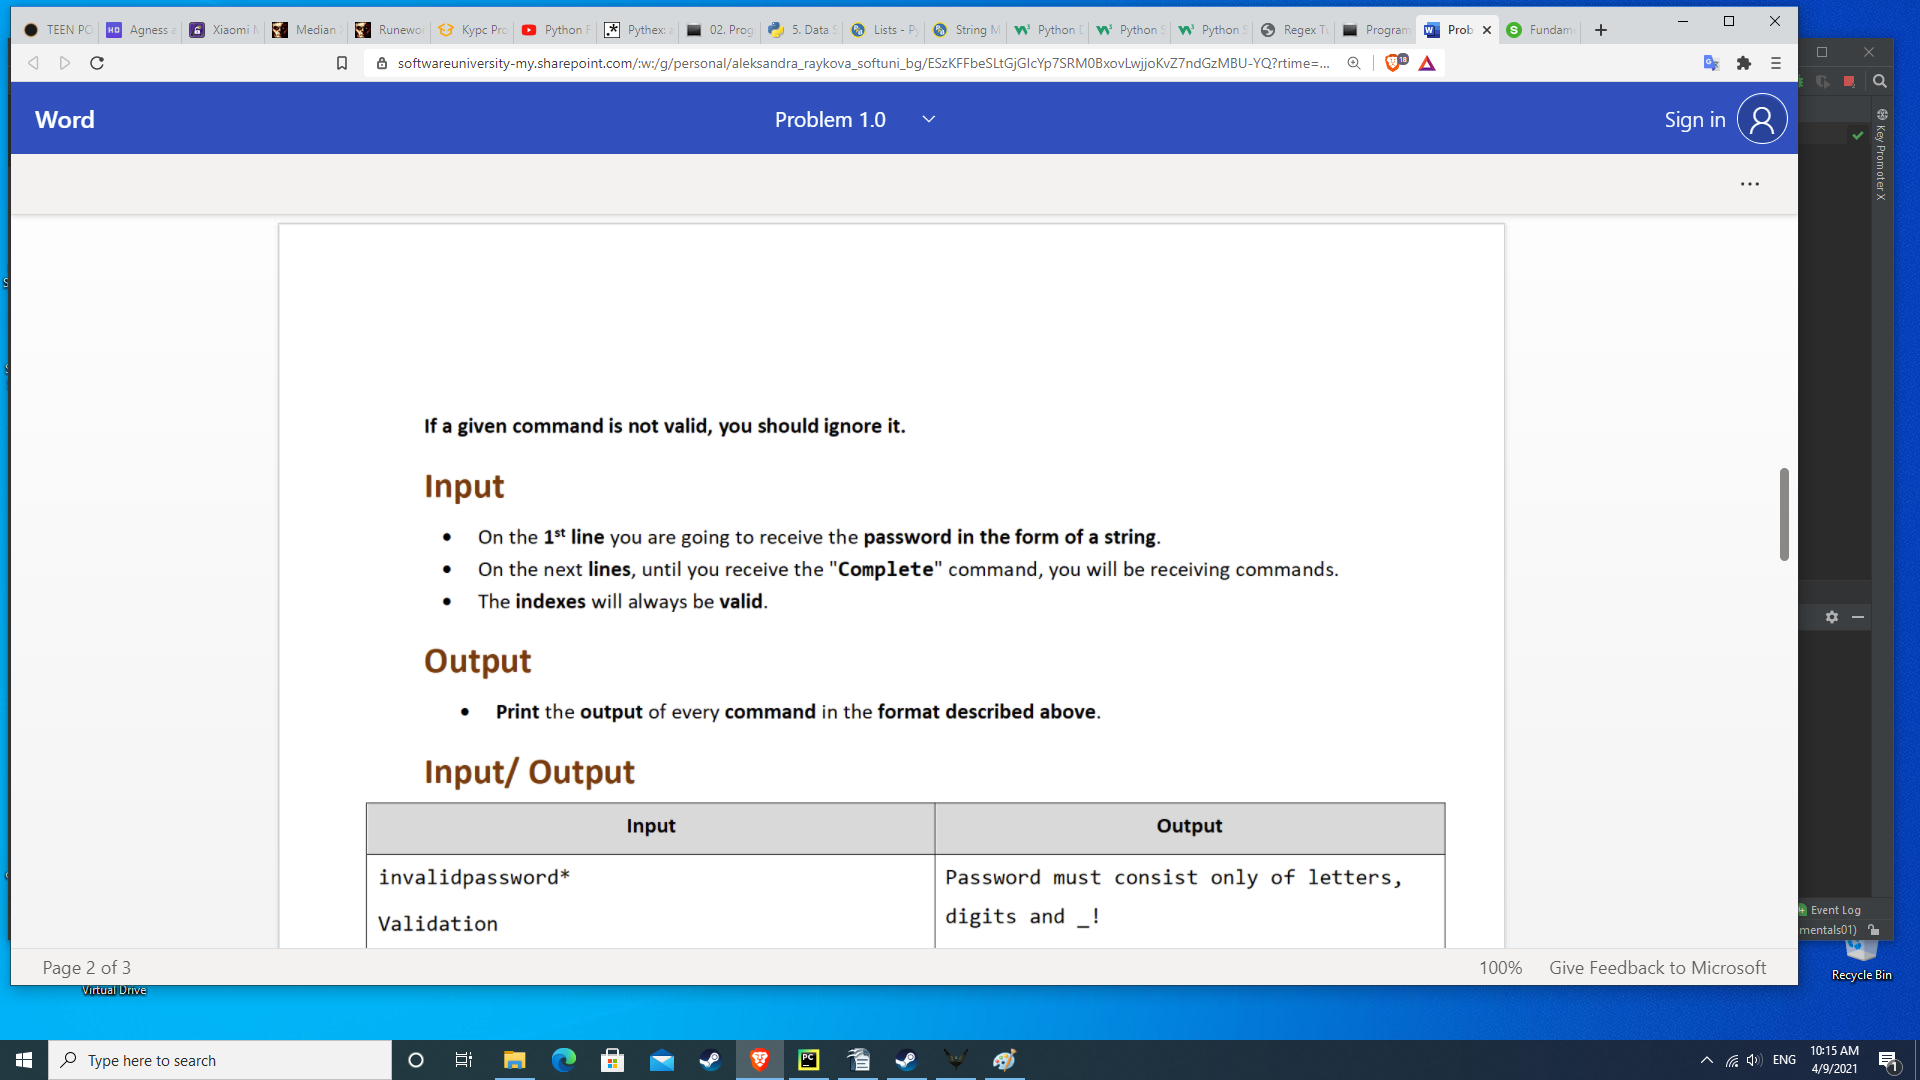 TEEN PO
Agness a
Xiaomi M
Median
Runewo
Курс Pro
Python F
Pythex: a
02. Prog
5. Data S
Lists - Py
String M
Python D
Python S
Python S
Regex Tu
Program
Prob
Fundam
softwareuniversity-my.sharepoint.com/:w:/g/personal/aleksandra_raykova_softuni_bg/ESzKFFbeSLtGjGIcYp7SRM0BxovLwjjoKvZ7ndGzMBU-YQ?rtime=...
18
Word
Problem 1.0
Sign in
Key Promoter X
If a given command is not valid, you should ignore it.
Input
• On the 1st line you are going to receive the password in the form of a string.
• On the next lines, until you receive the "Complete" command, you will be receiving commands.
• The indexes will always be valid.
Output
• Print the output of every command in the format described above.
Input/ Output
Input
Output
invalidpassword*
Validation
Password must consist only of letters,
digits and _!
Event Log
mentals01)
Page 2 of 3
100%
Give Feedback to Microsoft
Virtual Drive
Recycle Bin
Type here to search
ENG
10:15 AM
4/9/2021
1